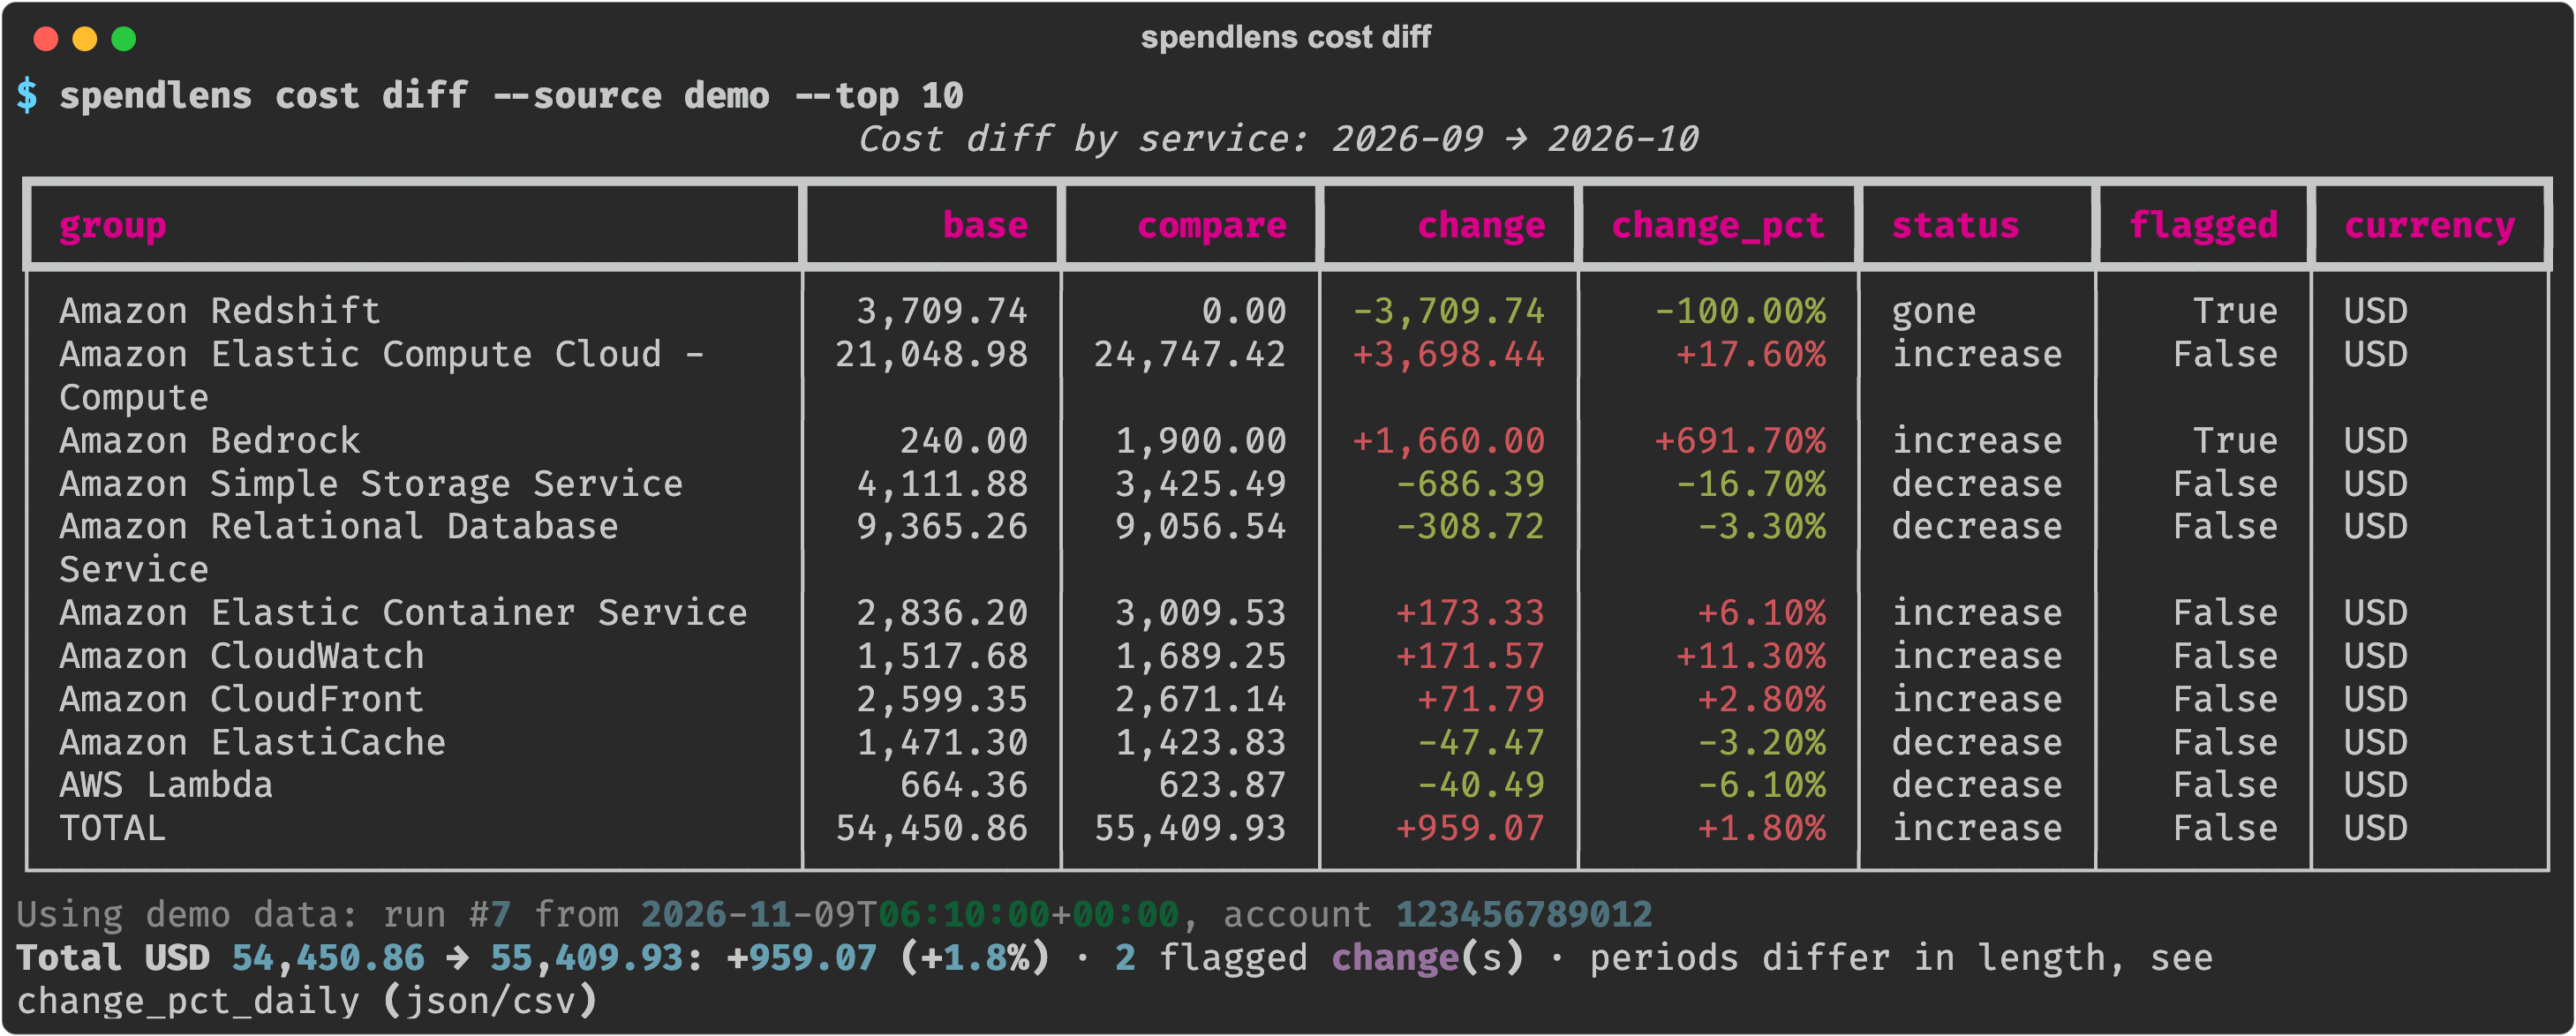 spendlens cost diff
$ spendlens cost diff --source demo --top 10
Cost diff by service: 2026-09 → 2026-10
group base compare change change_pct status flagged currency
Amazon Redshift 3,709.74 0.00 -3,709.74 -100.00% gone True USD
Amazon Elastic Compute Cloud - 21,048.98 24,747.42 +3,698.44 +17.60% increase False USD
Compute
Amazon Bedrock 240.00 1,900.00 +1,660.00 +691.70% increase True USD
Amazon Simple Storage Service 4,111.88 3,425.49 -686.39 -16.70% decrease False USD
Amazon Relational Database 9,365.26 9,056.54 -308.72 -3.30% decrease False USD
Service
Amazon Elastic Container Service 2,836.20 3,009.53 +173.33 +6.10% increase False USD
Amazon CloudWatch 1,517.68 1,689.25 +171.57 +11.30% increase False USD
Amazon CloudFront 2,599.35 2,671.14 +71.79 +2.80% increase False USD
Amazon ElastiCache 1,471.30 1,423.83 -47.47 -3.20% decrease False USD
AWS Lambda 664.36 623.87 -40.49 -6.10% decrease False USD
TOTAL 54,450.86 55,409.93 +959.07 +1.80% increase False USD
Using demo data: run #7 from 2026-11-09T06:10:00+00:00, account 123456789012
Total USD 54,450.86 → 55,409.93: +959.07 (+1.8%) · 2 flagged change(s) · periods differ in length, see
change_pct_daily (json/csv)